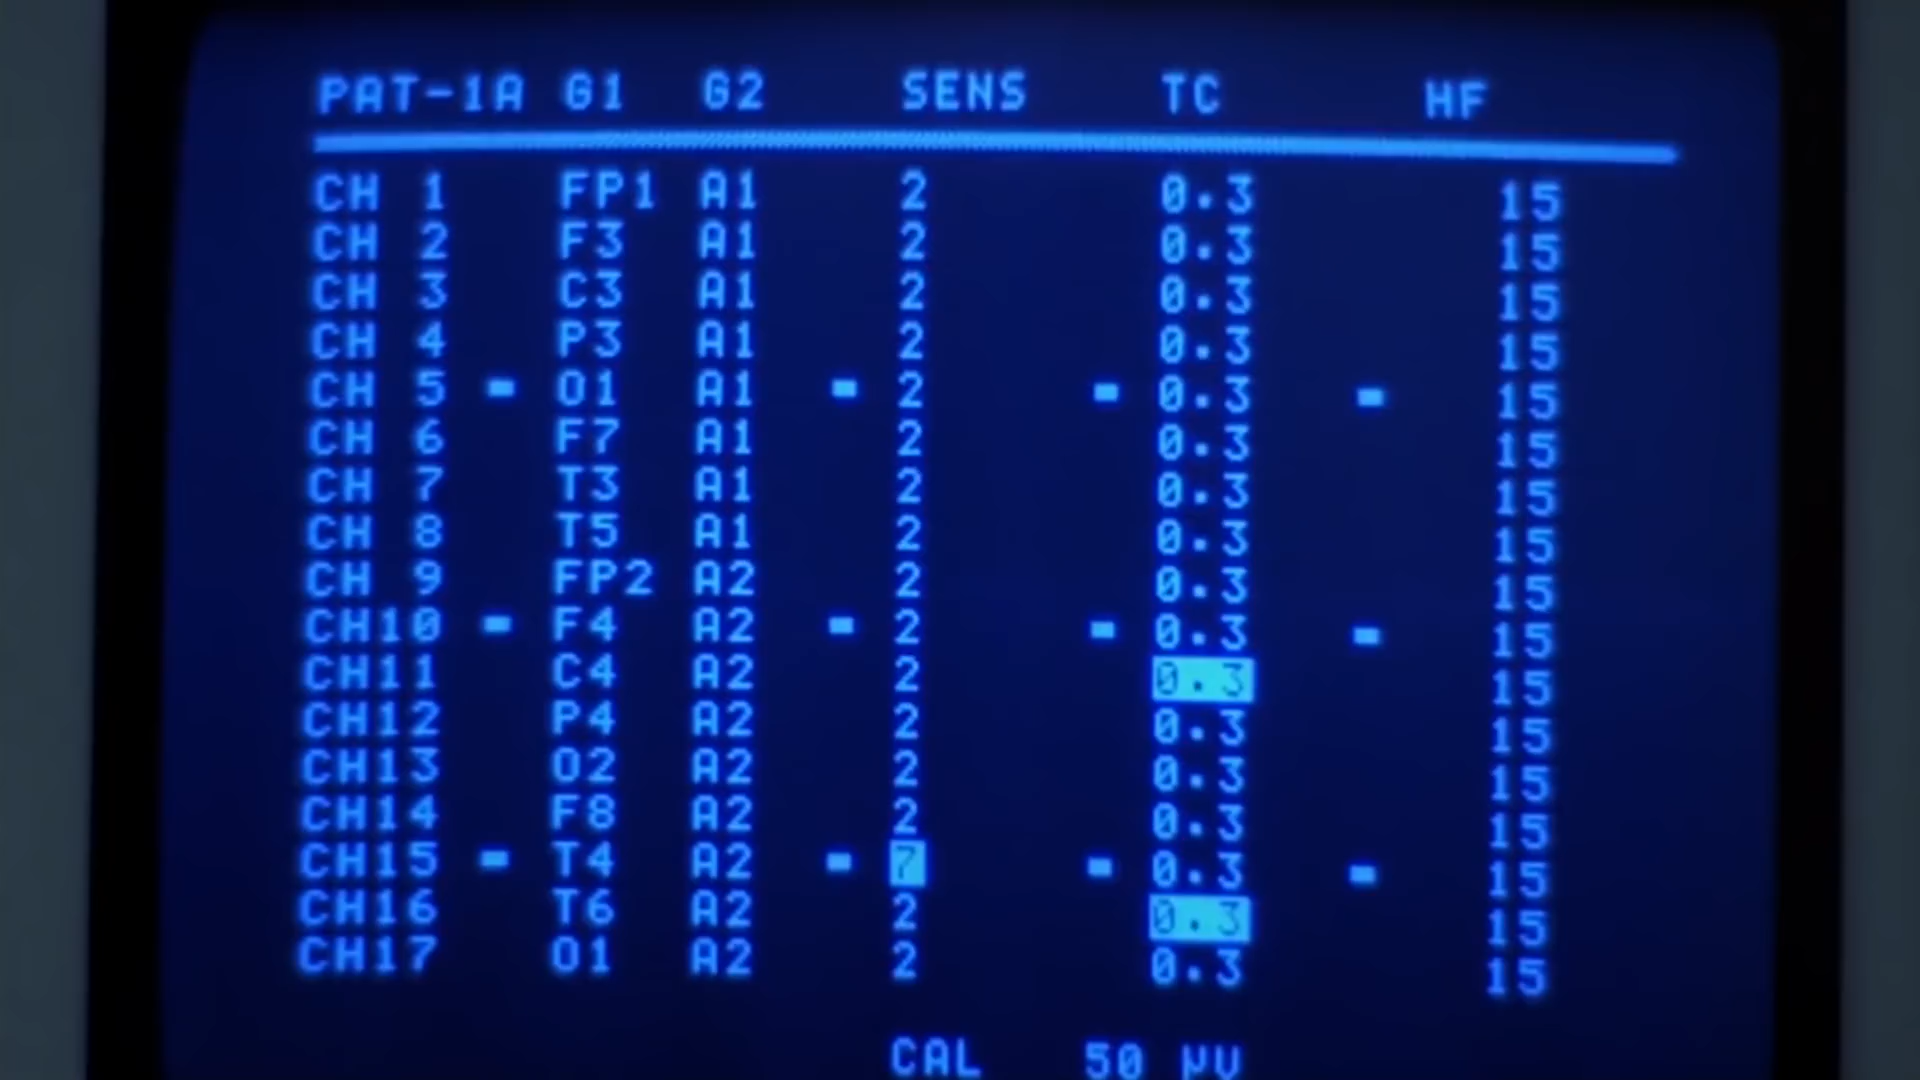 PAT-1A G1 G2 SENS TC HF
CH 1 FP1 A1 2 0.3 15
CH 2 F3 A1 2 0.3 15
CH 3 C3 A1 2 0.3 15
CH 4 P3 A1 2 0.3 15
CH 5 - O1 A1 - 2 - 0.3 - 15
CH 6 F7 A1 2 0.3 15
CH 7 T3 A1 2 0.3 15
CH 8 T5 A1 2 0.3 15
CH 9 FP2 A2 2 0.3 15
CH10 - F4 A2 - 2 - 0.3 - 15
CH11 C4 A2 2 0.3 15
CH12 P4 A2 2 0.3 15
CH13 O2 A2 2 0.3 15
CH14 F8 A2 2 0.3 15
CH15 - T4 A2 - 7 - 0.3 - 15
CH16 T6 A2 2 0.3 15
CH17 O1 A2 2 0.3 15
CAL 50 µV